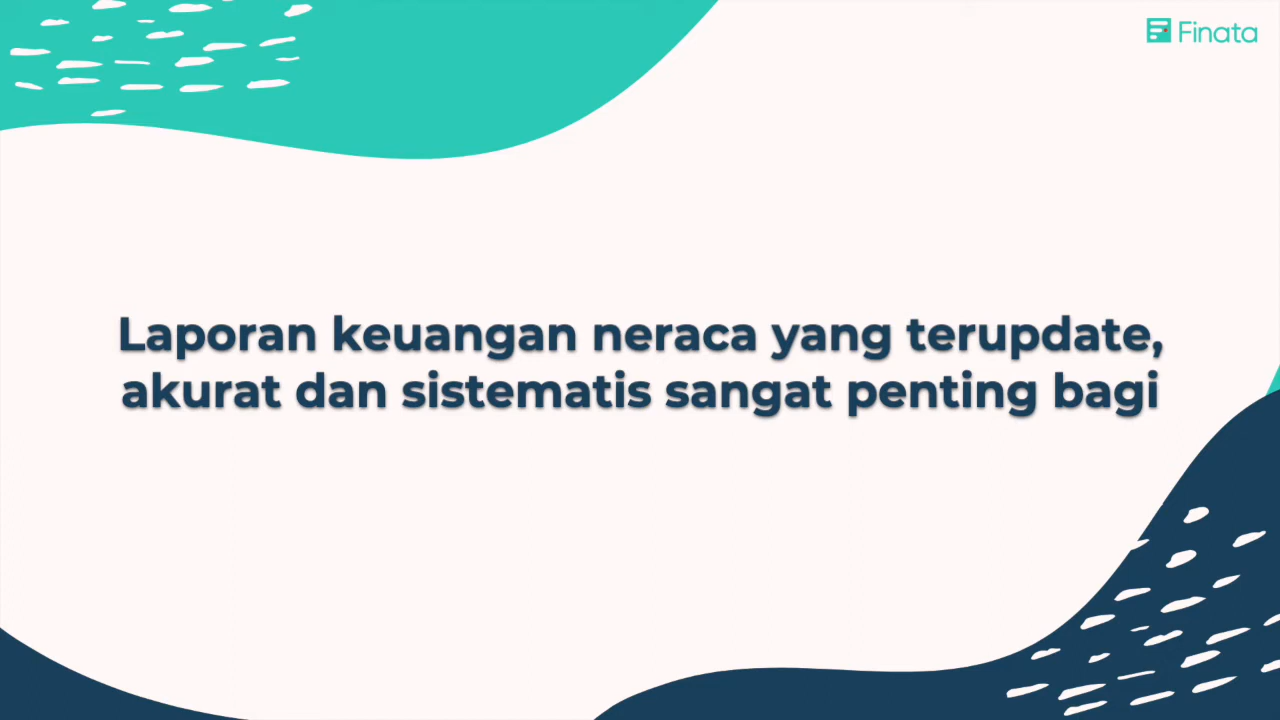 Finata
Laporan keuangan neraca yang terupdate,
akurat dan sistematis sangat penting bagi